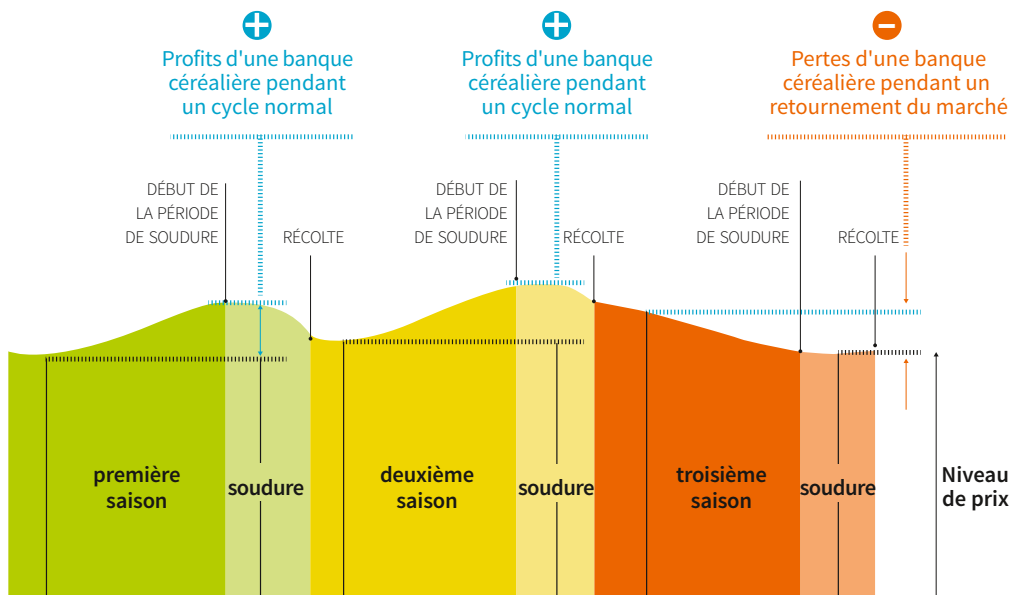 Profits d'une banque
céréalière pendant
un cycle normal
Profits d'une banque
céréalière pendant
un cycle normal
Pertes d'une banque
céréalière pendant un
retournement du marché
DÉBUT DE
LA PÉRIODE
DE SOUDURE
RÉCOLTE
DÉBUT DE
LA PÉRIODE
DE SOUDURE
RÉCOLTE
DÉBUT DE
LA PÉRIODE
DE SOUDURE
RÉCOLTE
première
saison
soudure
deuxième
saison
soudure
troisième
saison
soudure
Niveau
de prix